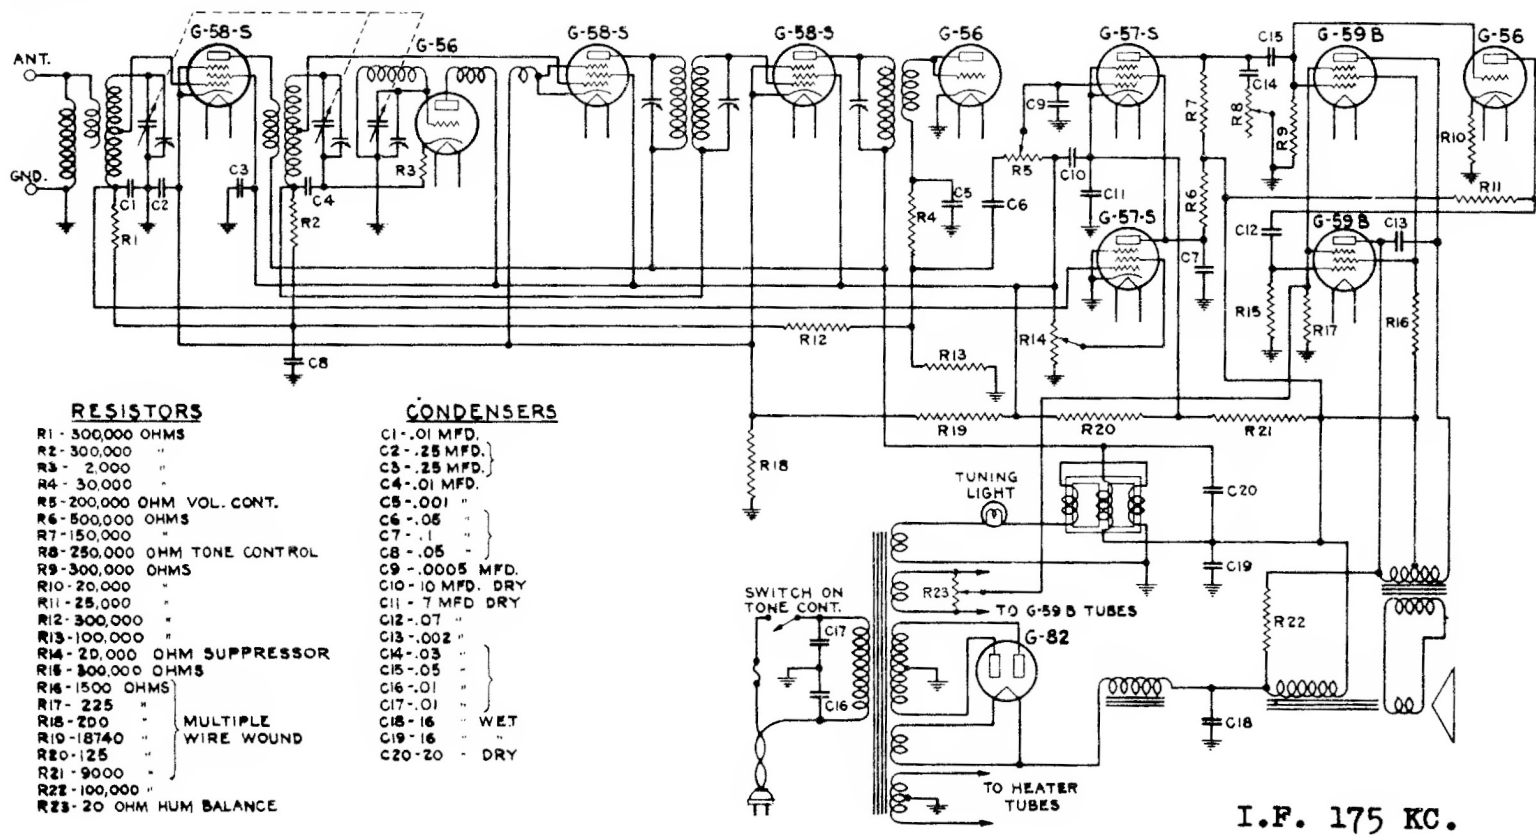 G-58-S
G-56
G-58-S
G-58-S
G-56
G-57-S
C15
G-59 B
G-56
ANT.
C14
C9
R7
R8
R9
R10
GND.
C1
C2
C3
C4
R3
R5
C10
R1
R2
R4
C5
C6
C11
R6
R11
G-57-S
G-59 B
C12
C13
C7
R15
R17
R16
R12
R14
C8
R13
R19
R20
R21
R18
RESISTORS
R1 - 300,000 OHMS
R2 - 300,000 "
R3 - 2,000 "
R4 - 30,000 "
R5 - 200,000 OHM VOL. CONT.
R6 - 500,000 OHMS
R7 - 150,000 "
R8 - 250,000 OHM TONE CONTROL
R9 - 300,000 OHMS
R10 - 20,000 "
R11 - 25,000 "
R12 - 300,000 "
R13 - 100,000 "
R14 - 20,000 OHM SUPPRESSOR
R15 - 300,000 OHMS
R16 - 1500 OHMS
R17 - 225 "
R18 - 200 "
R19 - 18740 "
R20 - 125 "
R21 - 9000 "
MULTIPLE
WIRE WOUND
R22 - 100,000 "
R23 - 20 OHM HUM BALANCE
CONDENSERS
C1 - .01 MFD.
C2 - .25 MFD.
C3 - .25 MFD.
C4 - .01 MFD.
C5 - .001 "
C6 - .05 "
C7 - .1 "
C8 - .05 "
C9 - .0005 MFD.
C10 - 10 MFD. DRY
C11 - 7 MFD DRY
C12 - .07 "
C13 - .002 "
C14 - .03 "
C15 - .05 "
C16 - .01 "
C17 - .01 "
C18 - 16 " WET
C19 - 16 " "
C20 - 20 - DRY
TUNING
LIGHT
C20
C19
R23
TO G-59 B TUBES
SWITCH ON
TONE CONT.
C17
C16
G-82
R22
C18
TO HEATER
TUBES
I.F. 175 KC.